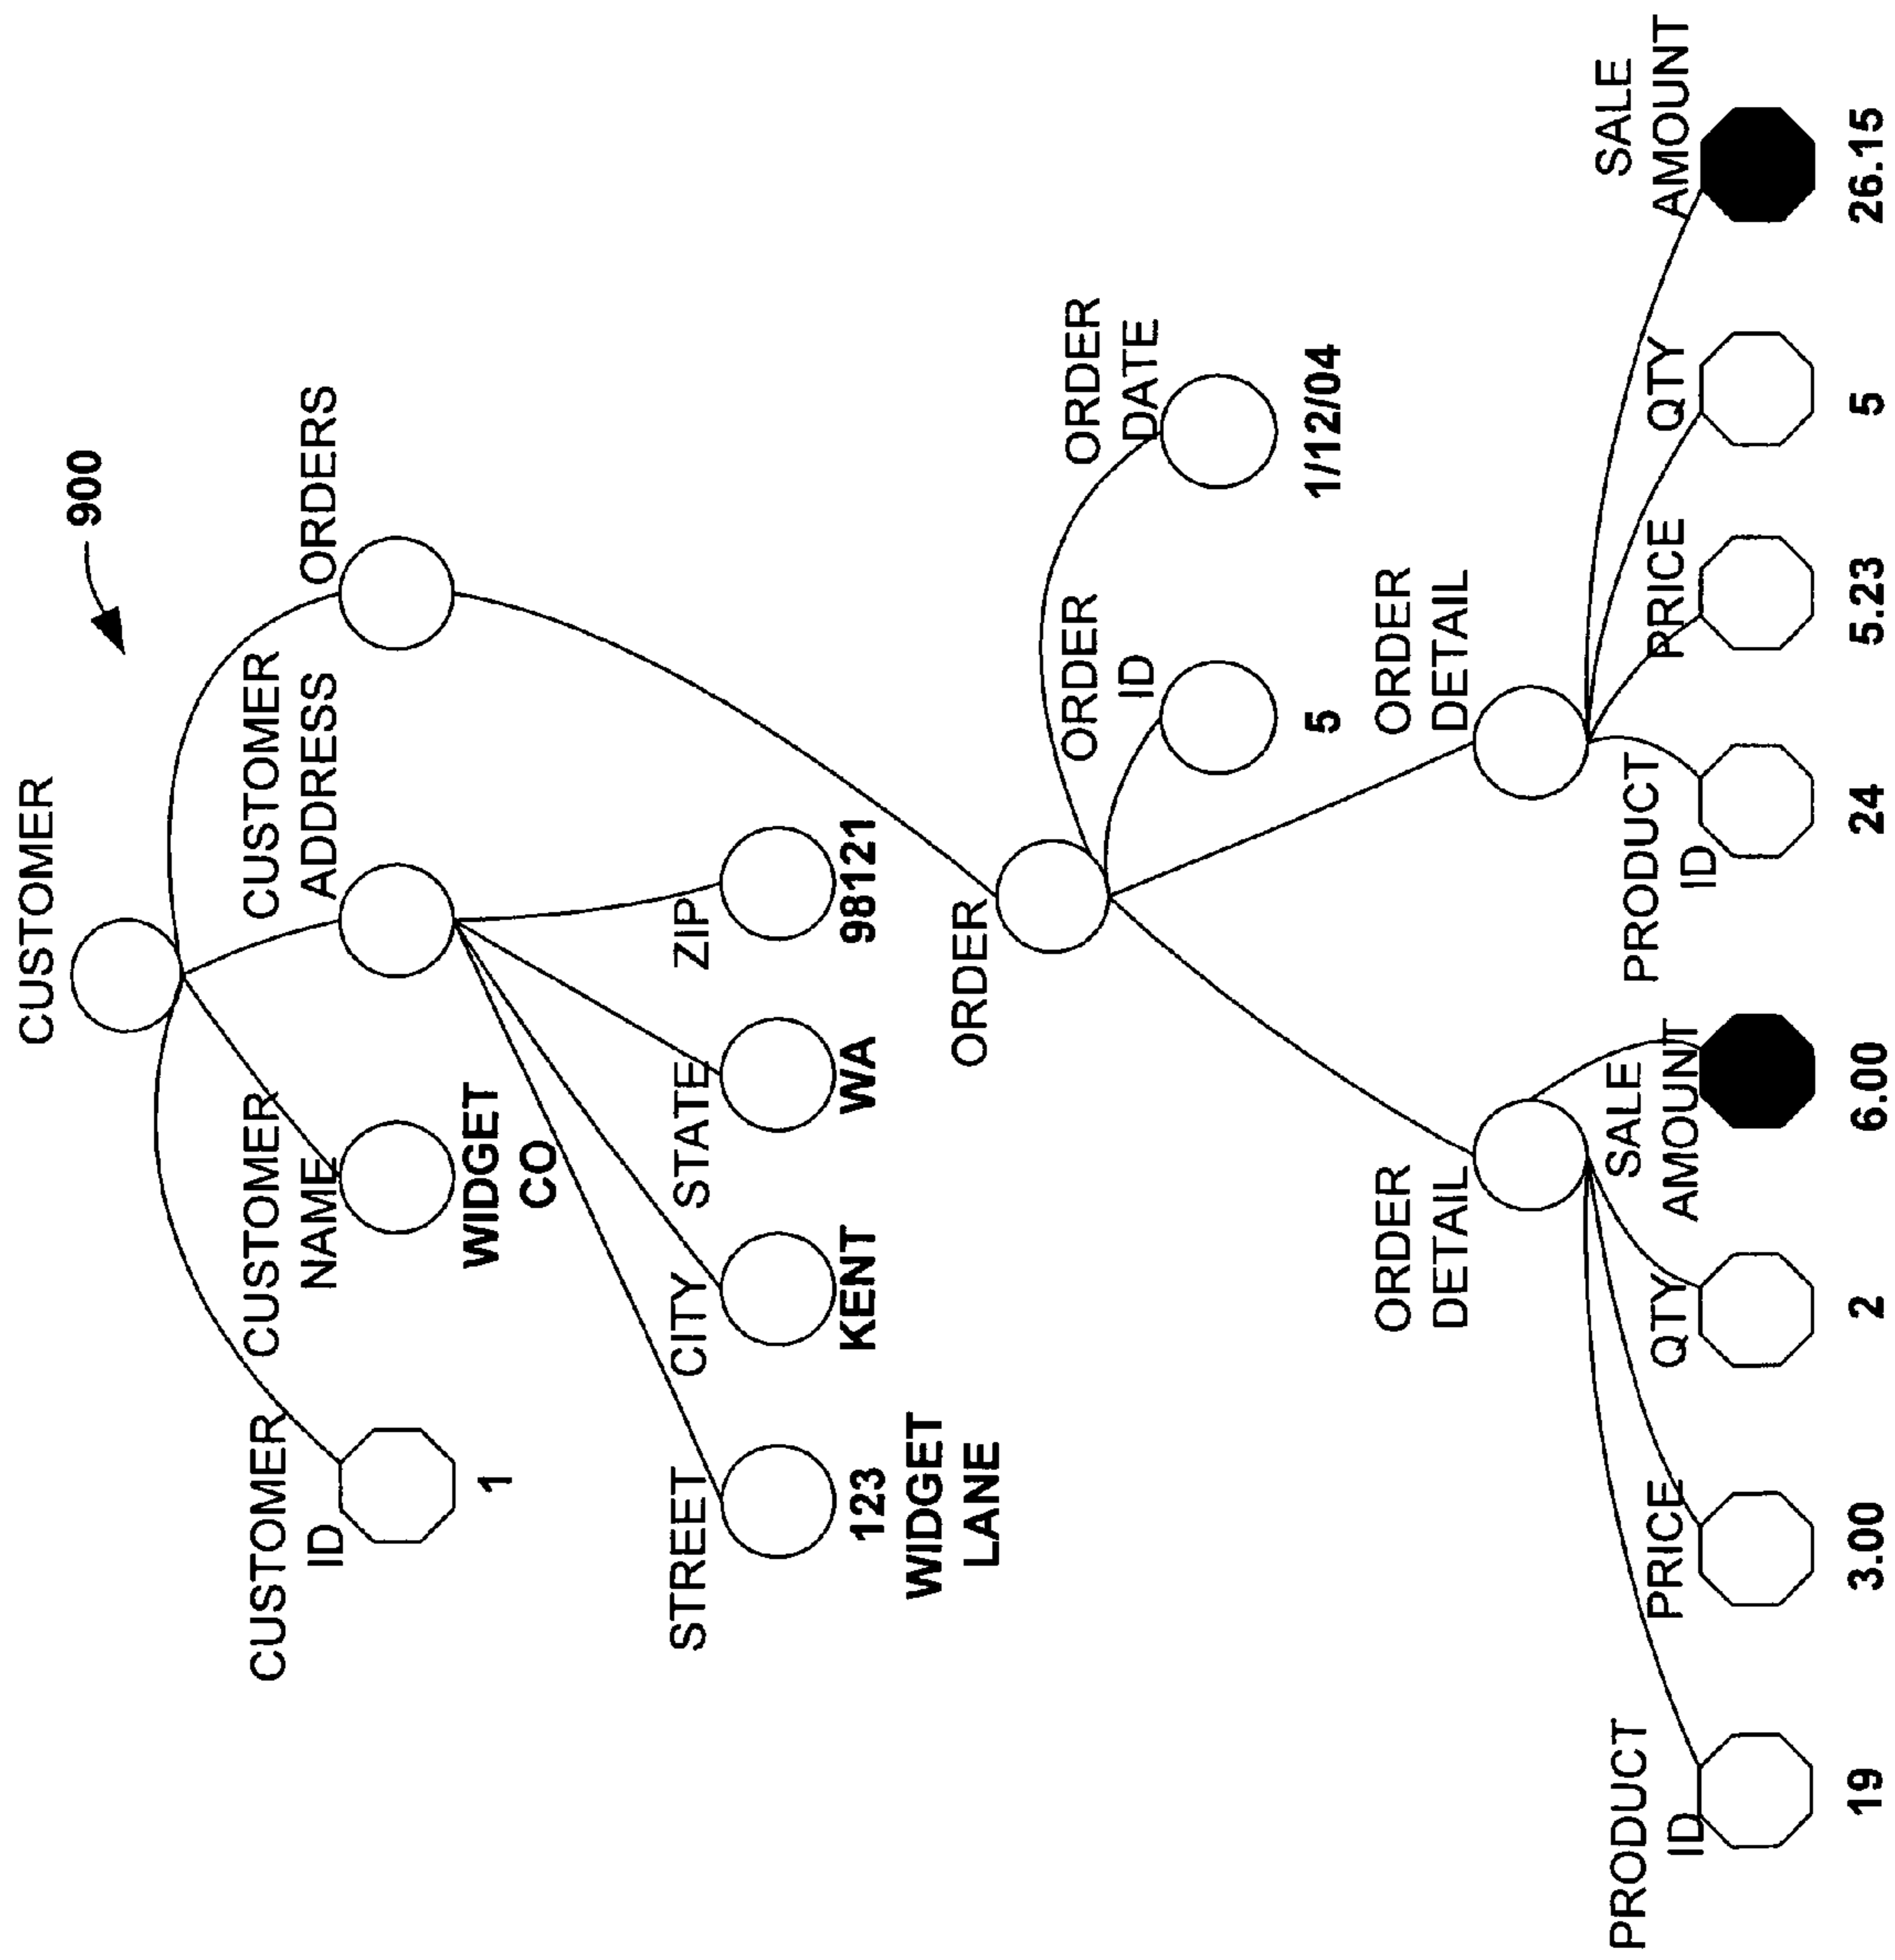 900
CUSTOMER
CUSTOMER
ID
1
CUSTOMER
NAME
WIDGET
CO
CUSTOMER
ADDRESS
ORDERS
STREET
123
WIDGET
LANE
CITY
KENT
STATE
WA
ZIP
98121
ORDER
ORDER
ID
5
ORDER
DATE
1/12/04
ORDER
DETAIL
PRODUCT
ID
19
PRICE
3.00
QTY
2
SALE
AMOUNT
6.00
ORDER
DETAIL
PRODUCT
ID
24
PRICE
5.23
QTY
5
SALE
AMOUNT
26.15